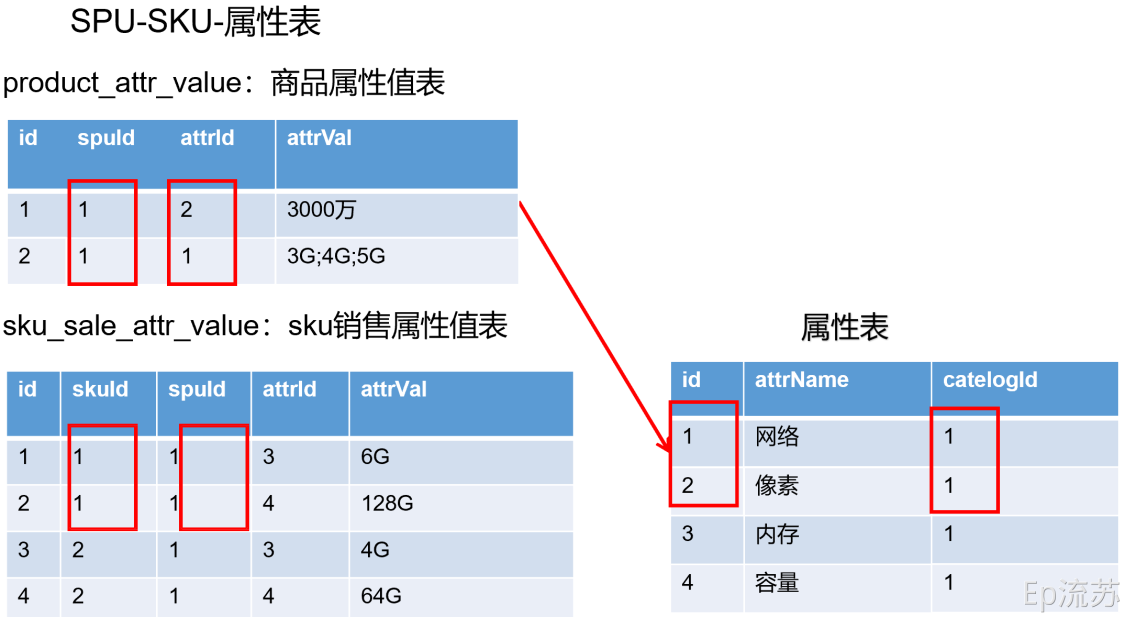 SPU-SKU-属性表
product_attr_value：商品属性值表
id spuId attrId attrVal
1 1 2 3000万
2 1 1 3G;4G;5G
sku_sale_attr_value：sku销售属性值表
id skuId spuId attrId attrVal
1 1 1 3 6G
2 1 1 4 128G
3 2 1 3 4G
4 2 1 4 64G
属性表
id attrName catelogId
1 网络 1
2 像素 1
3 内存 1
4 容量 1
Ep流苏